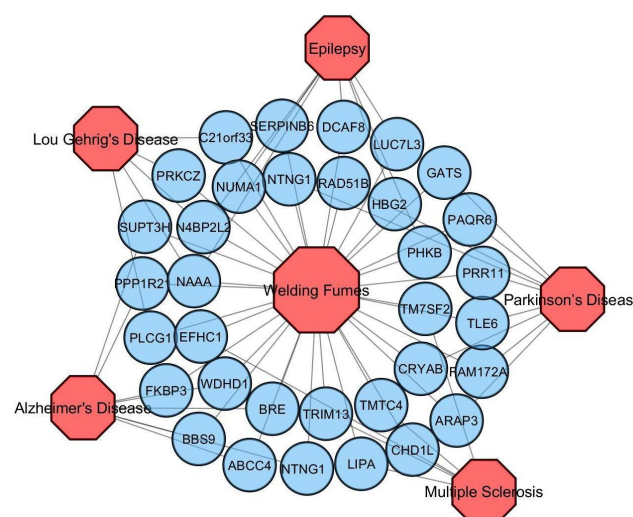 Epilepsy
SERPINB6
DCAF8
C21orf33
Lou Gehrig's Disease
LUC7L3
PRKCZ
NUMA1
NTNG1
RAD51B
GATS
HBG2
SUPT3H
N4BP2L2
PAQR6
PHKB
PRR11
PPP1R21
NAAA
Welding Fumes
Parkinson's Diseas
TM7SF2
TLE6
PLCG1
EFHC1
CRYAB
FAM172A
FKBP3
WDHD1
Alzheimer's Disease
BRE
TRIM13
TMTC4
ARAP3
BBS9
CHD1L
ABCC4
NTNG1
LIPA
Multiple Sclerosis